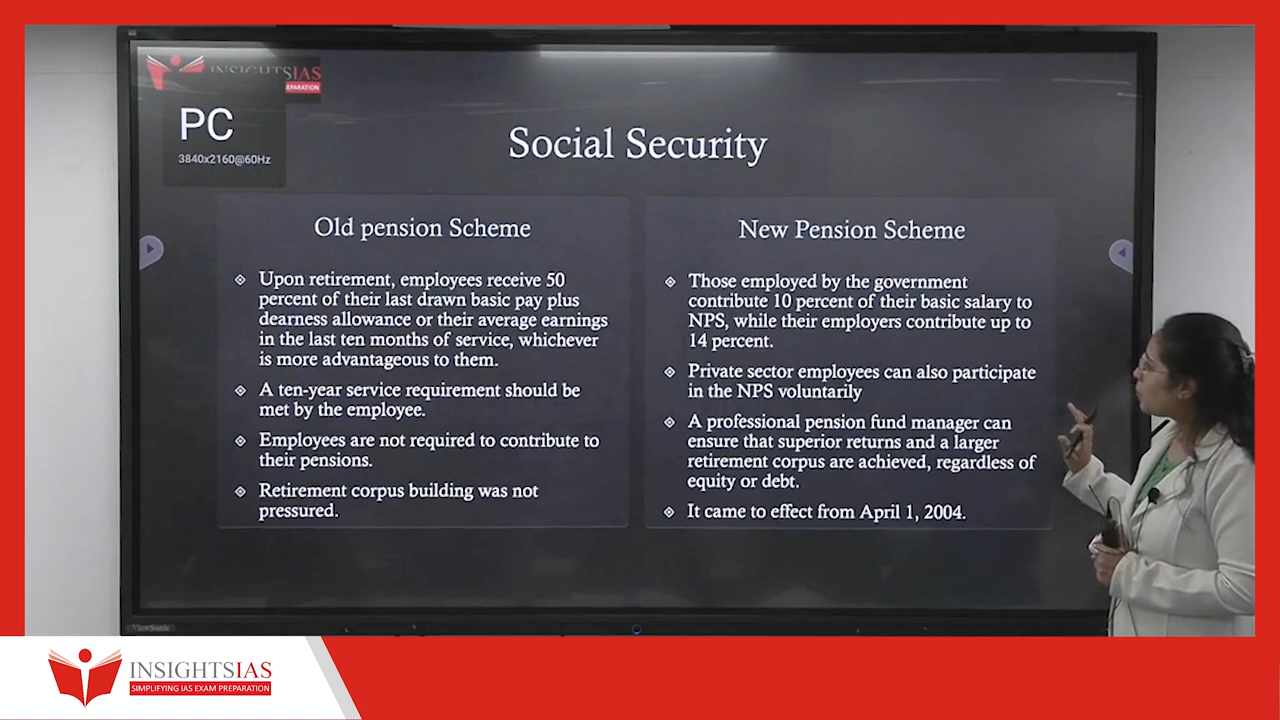 INSIGHTSIAS
EPARATION
PC
3840x2160@60Hz
Social Security
Old pension Scheme
Upon retirement, employees receive 50
percent of their last drawn basic pay plus
dearness allowance or their average earnings
in the last ten months of service, whichever
is more advantageous to them.
A ten-year service requirement should be
met by the employee.
Employees are not required to contribute to
their pensions.
Retirement corpus building was not
pressured.
New Pension Scheme
Those employed by the government
contribute 10 percent of their basic salary to
NPS, while their employers contribute up to
14 percent.
Private sector employees can also participate
in the NPS voluntarily
A professional pension fund manager can
ensure that superior returns and a larger
retirement corpus are achieved, regardless of
equity or debt.
It came to effect from April 1, 2004.
ViewSonic
INSIGHTSIAS
SIMPLIFYING IAS EXAM PREPARATION